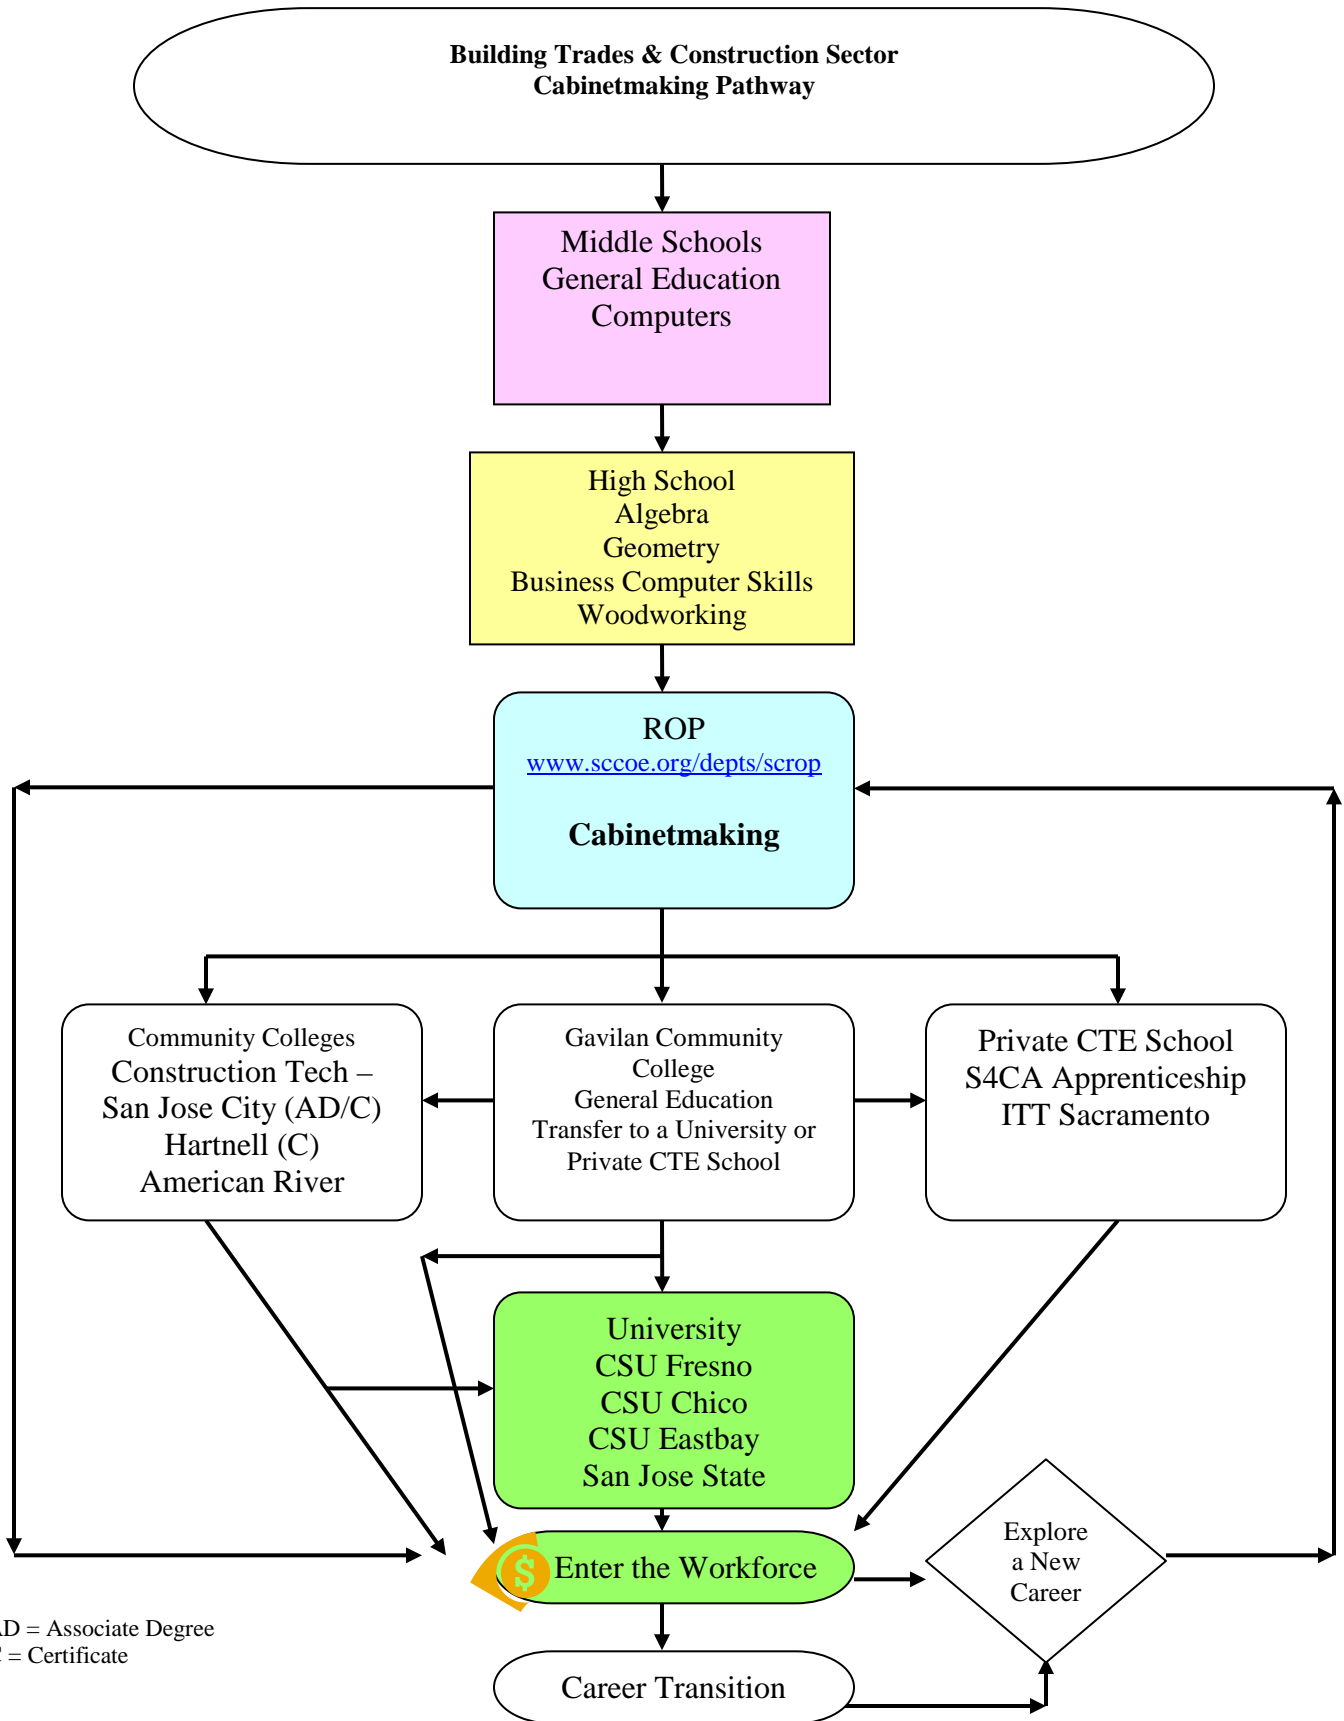 Building Trades & Construction Sector
Cabinetmaking Pathway
Middle Schools
General Education
Computers
High School
Algebra
Geometry
Business Computer Skills
Woodworking
ROP
www.sccoe.org/depts/scrop
Cabinetmaking
Community Colleges
Construction Tech –
San Jose City (AD/C)
Hartnell (C)
American River
Gavilan Community
College
General Education
Transfer to a University or
Private CTE School
Private CTE School
S4CA Apprenticeship
ITT Sacramento
University
CSU Fresno
CSU Chico
CSU Eastbay
San Jose State
$ Enter the Workforce
Explore
a New
Career
AD = Associate Degree
C = Certificate
Career Transition